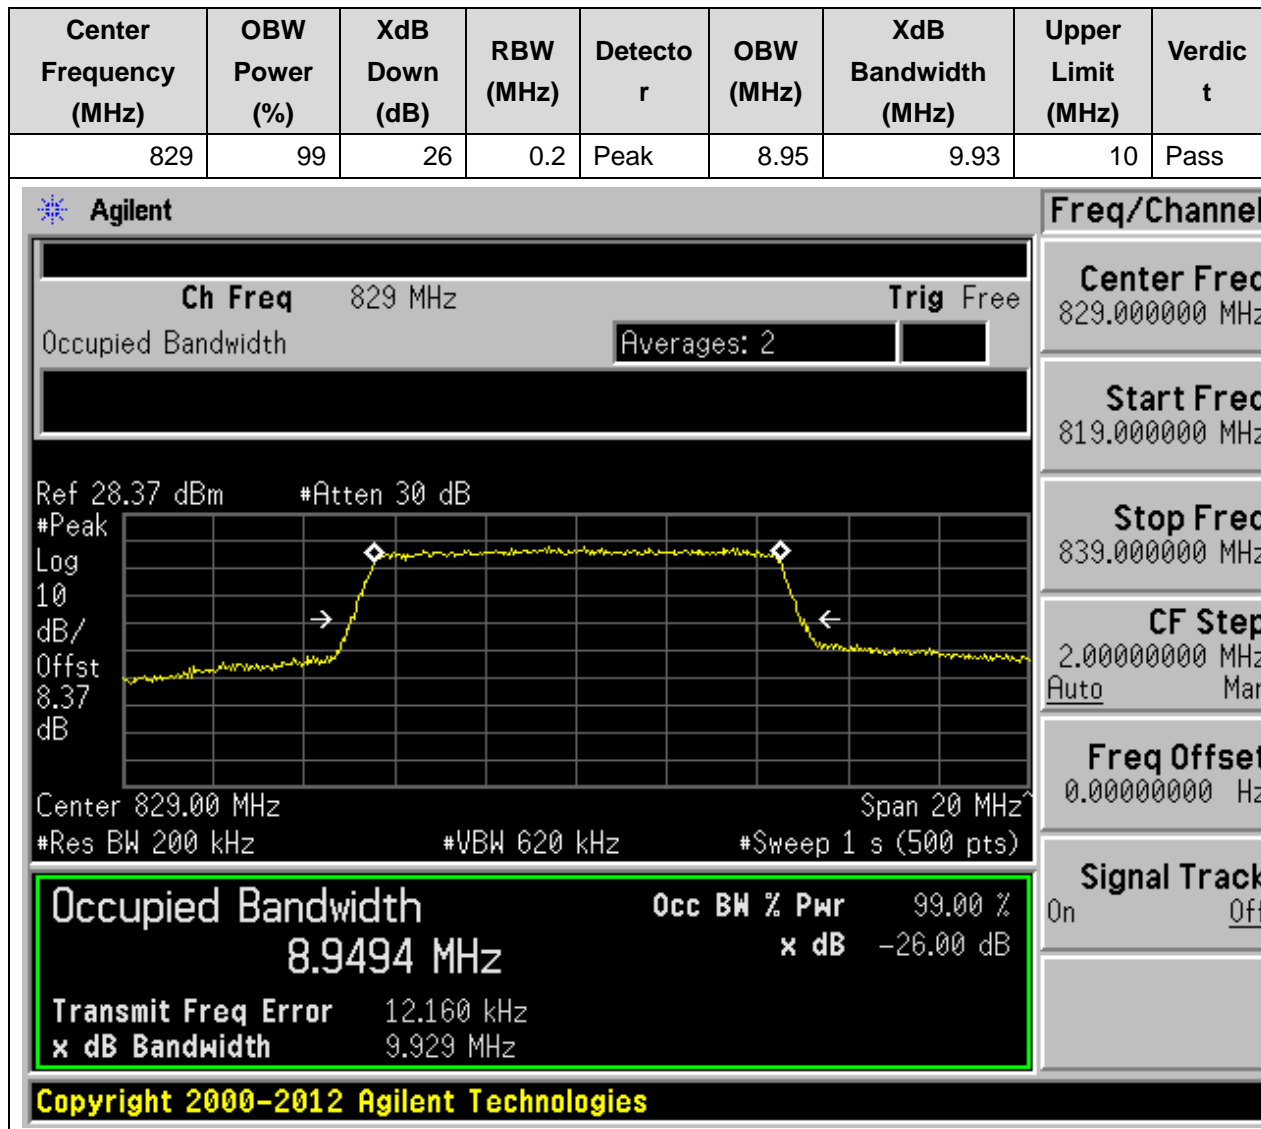 Center Frequency (MHz) OBW Power (%) XdB Down (dB) RBW (MHz) Detecto r OBW (MHz) XdB Bandwidth (MHz) Upper Limit (MHz) Verdic t
829 99 26 0.2 Peak 8.95 9.93 10 Pass
Agilent
Freq/Channel
Ch Freq 829 MHz Trig Free
Occupied Bandwidth Averages: 2
Center Freq
829.000000 MHz
Start Freq
819.000000 MHz
Stop Freq
839.000000 MHz
CF Step
2.00000000 MHz
Auto Man
Freq Offset
0.00000000 Hz
Signal Track
On Off
Ref 28.37 dBm #Atten 30 dB
#Peak
Log
10
dB/
Offst
8.37
dB
Center 829.00 MHz Span 20 MHz^
#Res BW 200 kHz #VBW 620 kHz #Sweep 1 s (500 pts)
Occupied Bandwidth Occ BW % Pwr 99.00 %
8.9494 MHz x dB -26.00 dB
Transmit Freq Error 12.160 kHz
x dB Bandwidth 9.929 MHz
Copyright 2000-2012 Agilent Technologies